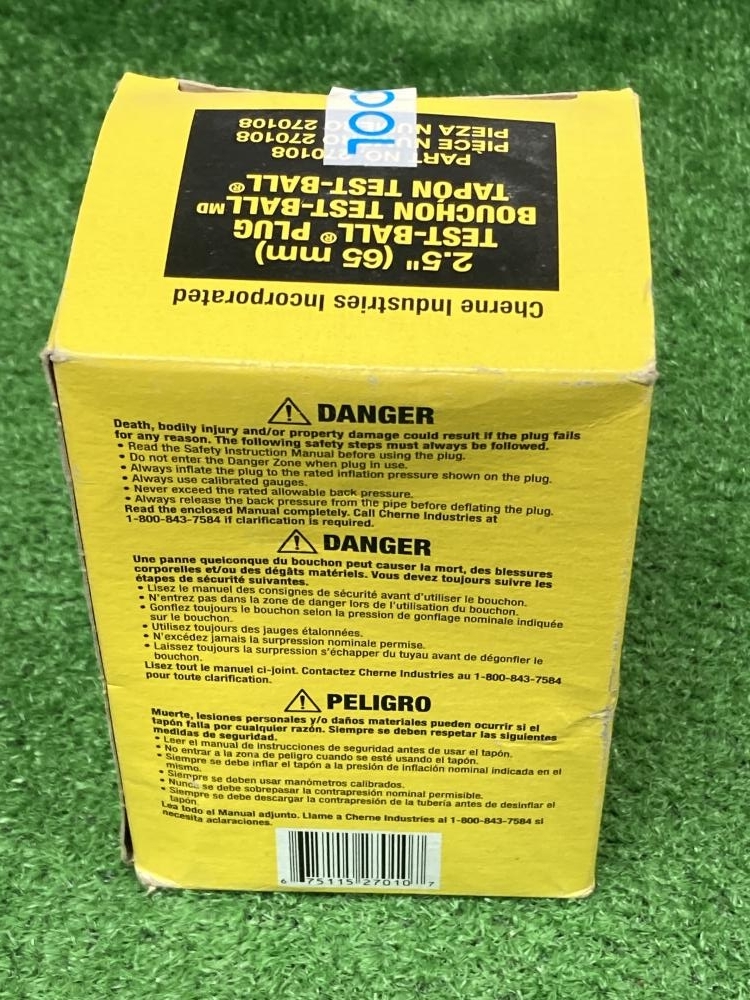 Cherne Industries Incorporated
2.5" (65 mm)
TEST-BALL® PLUG
BOUCHON TEST-BALL MD
TAPÓN TEST-BALL®
PART NO. 270108
PIÈCE NUMÉRO 270108
PIEZA NÚMERO 270108
DANGER
Death, bodily injury and/or property damage could result if the plug fails
for any reason. The following safety steps must always be followed.
• Read the Safety Instruction Manual before using the plug.
• Do not enter the Danger Zone when plug in use.
• Always inflate the plug to the rated inflation pressure shown on the plug.
• Always use calibrated gauges.
• Never exceed the rated allowable back pressure.
• Always release the back pressure from the pipe before deflating the plug.
Read the enclosed Manual completely. Call Cherne Industries at
1-800-843-7584 if clarification is required.
DANGER
Une panne queiconque du bouchon peut causer la mort, des blessures
corporelles et/ou des dégâts matériels. Vous devez toujours suivre les
étapes de sécurité suivantes.
• Lisez le manuel des consignes de sécurité avant d'utiliser le bouchon.
• N'entrez pas dans la zone de danger lors de l'utilisation du bouchon.
• Gonflez toujours le bouchon selon la pression de gonflage nominale indiquée
sur le bouchon.
• Utilisez toujours des jauges étalonnées.
• N'excédez jamais la surpression nominale permise.
• Laissez toujours la surpression s'échapper du tuyau avant de dégonfler le
bouchon.
Lisez tout le manuel ci-joint. Contactez Cherne Industries au 1-800-843-7584
pour toute clarification.
PELIGRO
Muerte, lesiones personales y/o daños materiales pueden ocurrir si el
tapón falla por cualquier razón. Siempre se deben respetar las siguientes
medidas de seguridad.
• Leer el manual de instrucciones de seguridad antes de usar el tapón.
• No entrar a la zona de peligro cuando se esté usando el tapón.
• Siempre se debe inflar el tapón a la presión de inflación nominal indicada en el
mismo.
• Siempre se deben usar manómetros calibrados.
• Nunca se debe sobrepasar la contrapresión nominal permisible.
• Siempre se debe descargar la contrapresión de la tubería antes de desinflar el
tapón.
Lea todo el Manual adjunto. Llame a Cherne Industries al 1-800-843-7584 si
necesita aclaraciones.
6 75115 27010 7